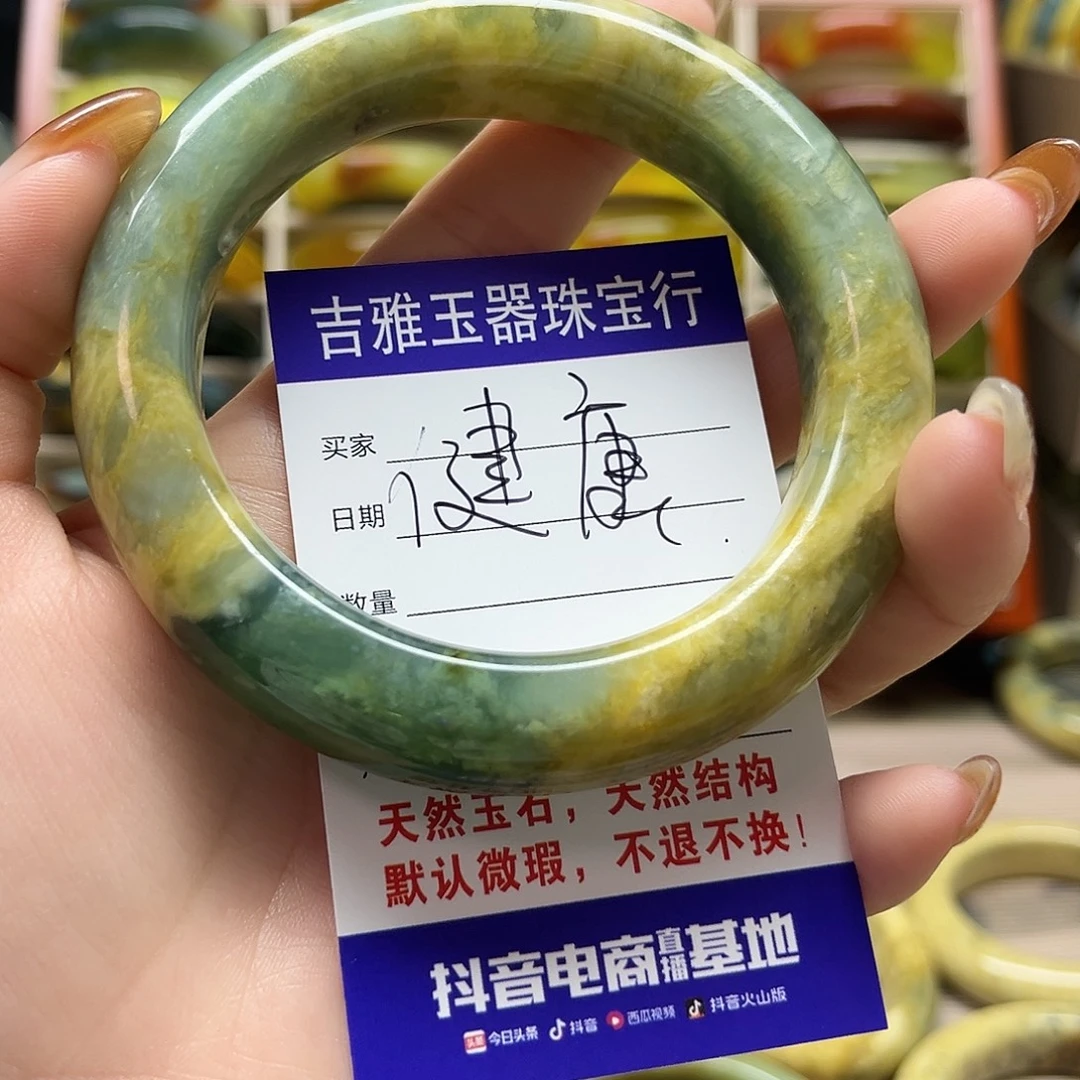 吉雅玉器珠宝行
买家
健康
日期
数量
天然玉石，天然结构
默认微瑕，不退不换！
抖音电商直播基地
头条 今日头条 抖音 西瓜视频 抖音火山版